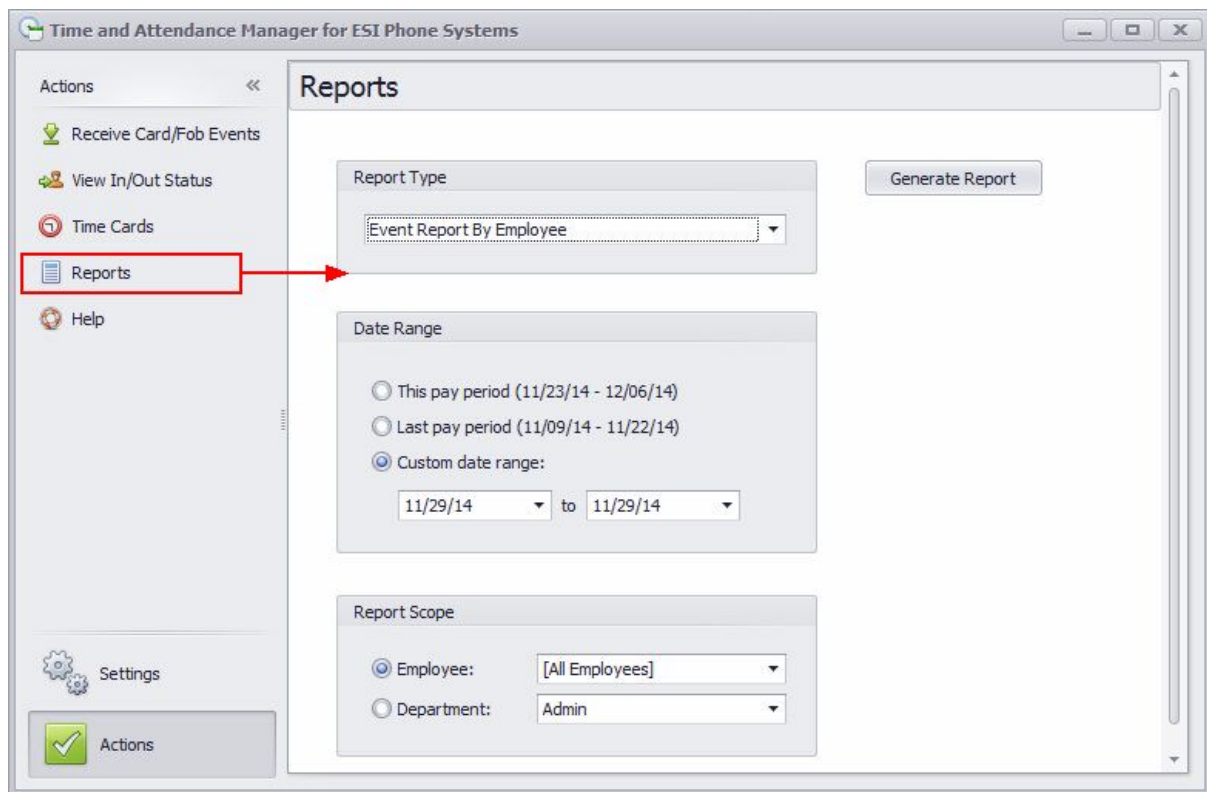 Time and Attendance Manager for ESI Phone Systems
Actions
Receive Card/Fob Events
View In/Out Status
Time Cards
Reports
Help
Settings
Actions
Reports
Report Type
Event Report By Employee
Generate Report
Date Range
This pay period (11/23/14 - 12/06/14)
Last pay period (11/09/14 - 11/22/14)
Custom date range:
11/29/14 to 11/29/14
Report Scope
Employee: [All Employees]
Department: Admin